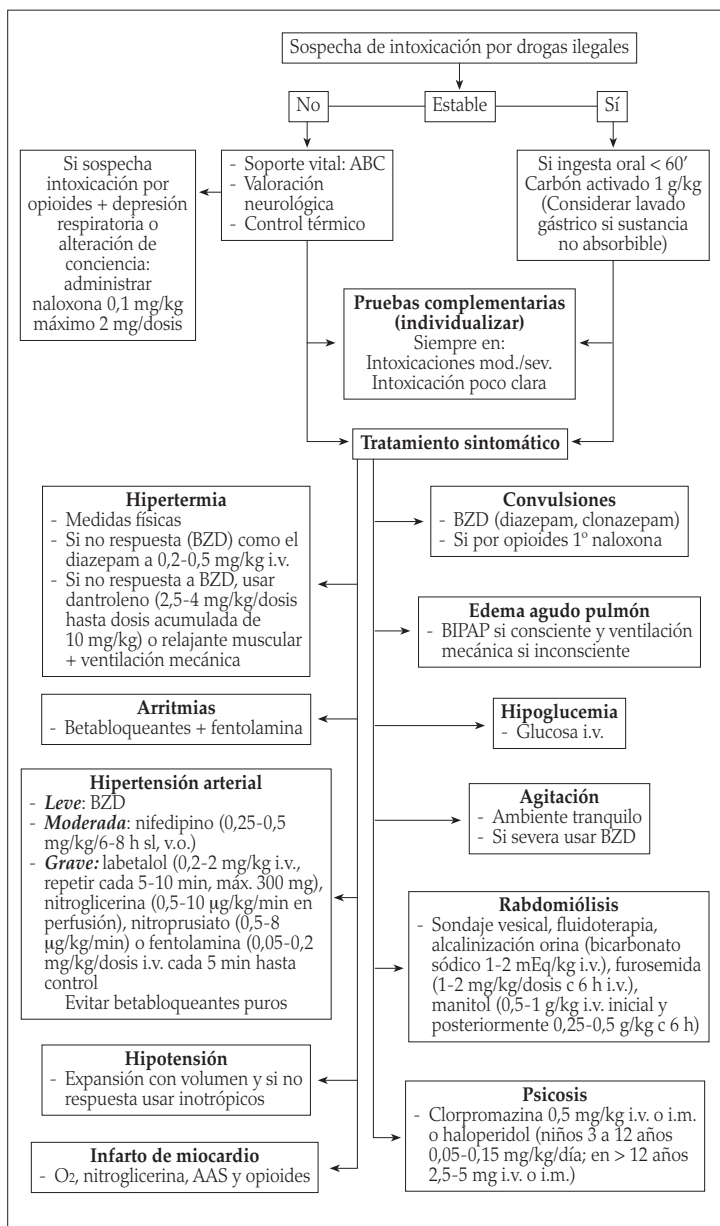 Sospecha de intoxicación por drogas ilegales
No
Estable
Sí
Si sospecha
intoxicación por
opioides + depresión
respiratoria o
alteración de
conciencia:
administrar
naloxona 0,1 mg/kg
máximo 2 mg/dosis
- Soporte vital: ABC
- Valoración
neurológica
- Control térmico
Si ingesta oral < 60′
Carbón activado 1 g/kg
(Considerar lavado
gástrico si sustancia
no absorbible)
Pruebas complementarias
(individualizar)
Siempre en:
Intoxicaciones mod./sev.
Intoxicación poco clara
Tratamiento sintomático
Hipertermia
- Medidas físicas
- Si no respuesta (BZD) como el
diazepam a 0,2-0,5 mg/kg i.v.
- Si no respuesta a BZD, usar
dantroleno (2,5-4 mg/kg/dosis
hasta dosis acumulada de
10 mg/kg) o relajante muscular
+ ventilación mecánica
Arritmias
- Betabloqueantes + fentolamina
Hipertensión arterial
- Leve: BZD
- Moderada: nifedipino (0,25-0,5
mg/kg/6-8 h sl, v.o.)
- Grave: labetalol (0,2-2 mg/kg i.v.,
repetir cada 5-10 min, máx. 300 mg),
nitroglicerina (0,5-10 μg/kg/min en
perfusión), nitroprusiato (0,5-8
μg/kg/min) o fentolamina (0,05-0,2
mg/kg/dosis i.v. cada 5 min hasta
control
Evitar betabloqueantes puros
Hipotensión
- Expansión con volumen y si no
respuesta usar inotrópicos
Infarto de miocardio
- O2, nitroglicerina, AAS y opioides
Convulsiones
- BZD (diazepam, clonazepam)
- Si por opioides 1º naloxona
Edema agudo pulmón
- BIPAP si consciente y ventilación
mecánica si inconsciente
Hipoglucemia
- Glucosa i.v.
Agitación
- Ambiente tranquilo
- Si severa usar BZD
Rabdomiólisis
- Sondaje vesical, fluidoterapia,
alcalinización orina (bicarbonato
sódico 1-2 mEq/kg i.v.), furosemida
(1-2 mg/kg/dosis c 6 h i.v.),
manitol (0,5-1 g/kg i.v. inicial y
posteriormente 0,25-0,5 g/kg c 6 h)
Psicosis
- Clorpromazina 0,5 mg/kg i.v. o i.m.
o haloperidol (niños 3 a 12 años
0,05-0,15 mg/kg/día; en > 12 años
2,5-5 mg i.v. o i.m.)